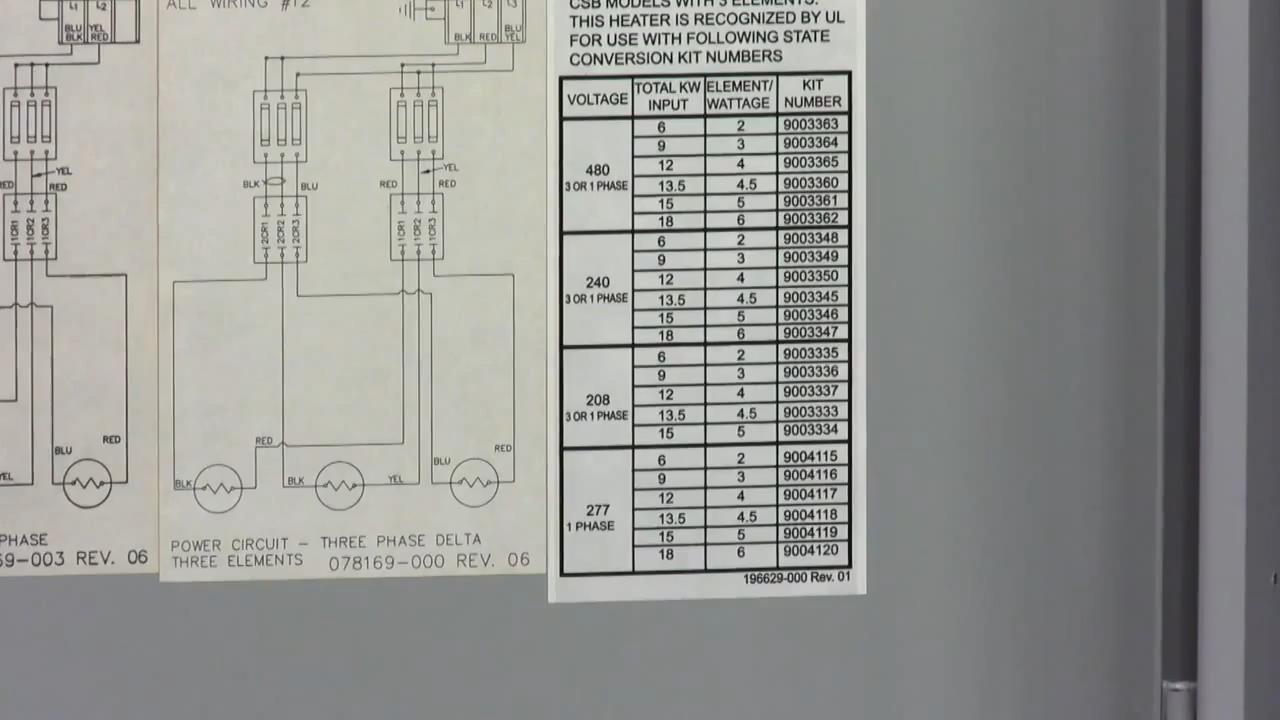 L1 L2
BLU YEL
BLK RED
YEL
RED RED
1CR1 1CR2 1CR3
BLU RED
YEL
PHASE
69-003 REV. 06
ALL WIRING #12
L1 L2 L3
BLK RED BLU
YEL
BLK BLU
RED YEL RED
2CR1 2CR2 2CR3
1CR1 1CR2 1CR3
RED
BLK BLK YEL BLU RED
POWER CIRCUIT – THREE PHASE DELTA
THREE ELEMENTS 078169-000 REV. 06
CSB MODELS WITH 3 ELEMENTS.
THIS HEATER IS RECOGNIZED BY UL
FOR USE WITH FOLLOWING STATE
CONVERSION KIT NUMBERS
VOLTAGE TOTAL KW INPUT ELEMENT/ WATTAGE KIT NUMBER
480 3 OR 1 PHASE
6 2 9003363
9 3 9003364
12 4 9003365
13.5 4.5 9003360
15 5 9003361
18 6 9003362
240 3 OR 1 PHASE
6 2 9003348
9 3 9003349
12 4 9003350
13.5 4.5 9003345
15 5 9003346
18 6 9003347
208 3 OR 1 PHASE
6 2 9003335
9 3 9003336
12 4 9003337
13.5 4.5 9003333
15 5 9003334
277 1 PHASE
6 2 9004115
9 3 9004116
12 4 9004117
13.5 4.5 9004118
15 5 9004119
18 6 9004120
196629-000 Rev. 01